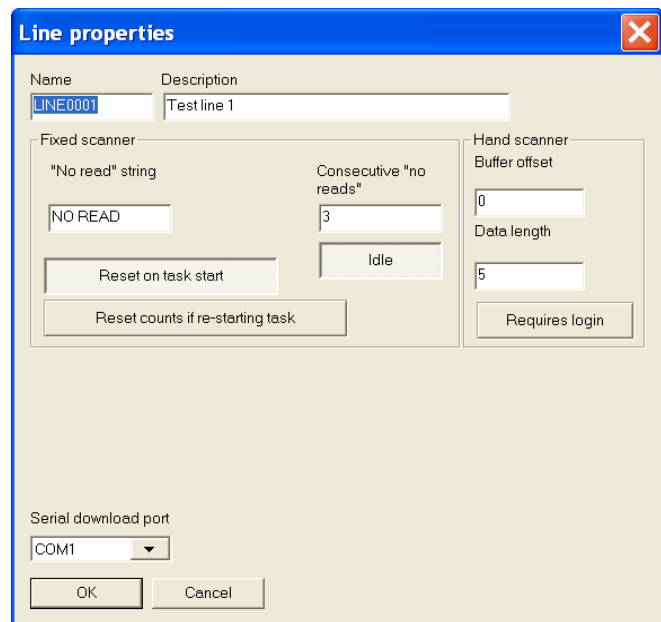 Line properties
Name
Description
LINE0001
Test line 1
Fixed scanner
"No read" string
Consecutive "no
reads"
NO READ
3
Idle
Reset on task start
Reset counts if re-starting task
Hand scanner
Buffer offset
0
Data length
5
Requires login
Serial download port
COM1
OK
Cancel